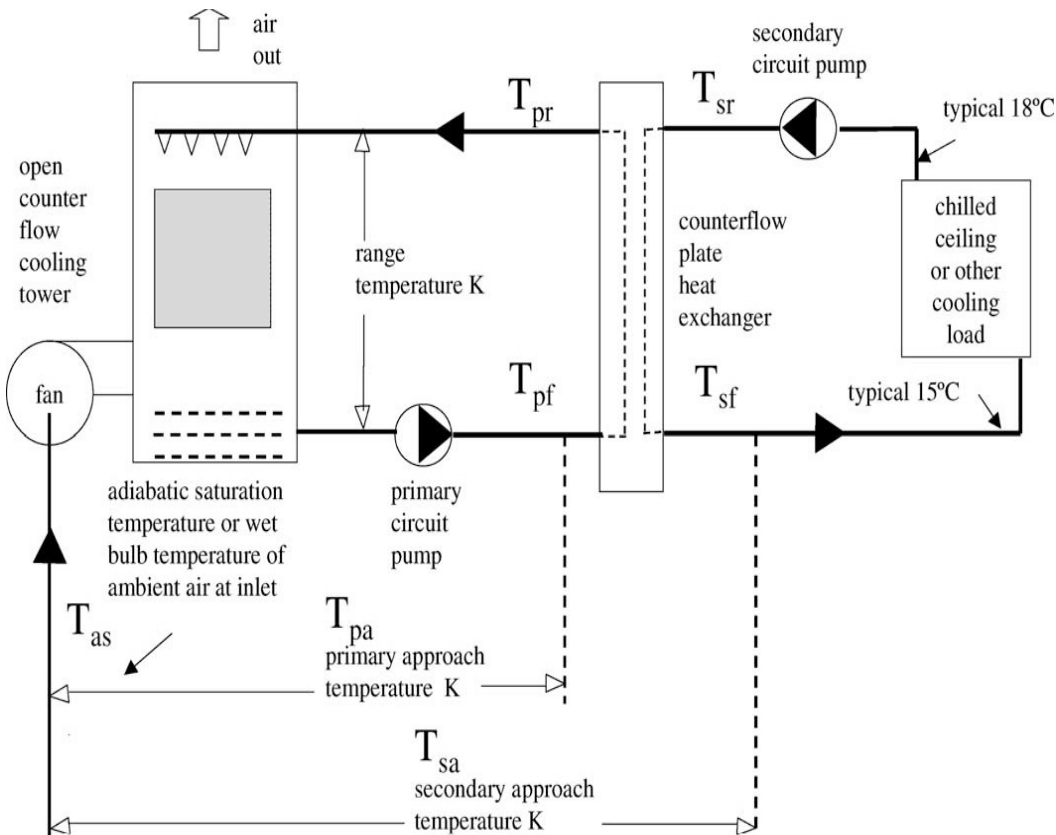 air
out
secondary
circuit pump
T_pr
T_sr
typical 18ºC
open
counter
flow
cooling
tower
range
temperature K
counterflow
plate
heat
exchanger
chilled
ceiling
or other
cooling
load
fan
T_pf
T_sf
typical 15ºC
adiabatic saturation
temperature or wet
bulb temperature of
ambient air at inlet
primary
circuit
pump
T_as
T_pa
primary approach
temperature K
T_sa
secondary approach
temperature K